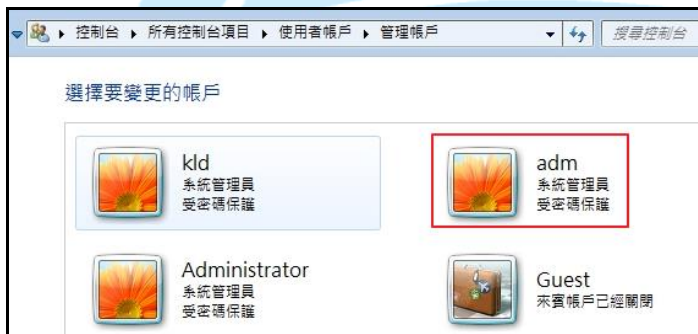 控制台 ▸ 所有控制台項目 ▸ 使用者帳戶 ▸ 管理帳戶
搜尋控制台
選擇要變更的帳戶
kld
系統管理員
受密碼保護
adm
系統管理員
受密碼保護
Administrator
系統管理員
受密碼保護
Guest
來賓帳戶已經關閉